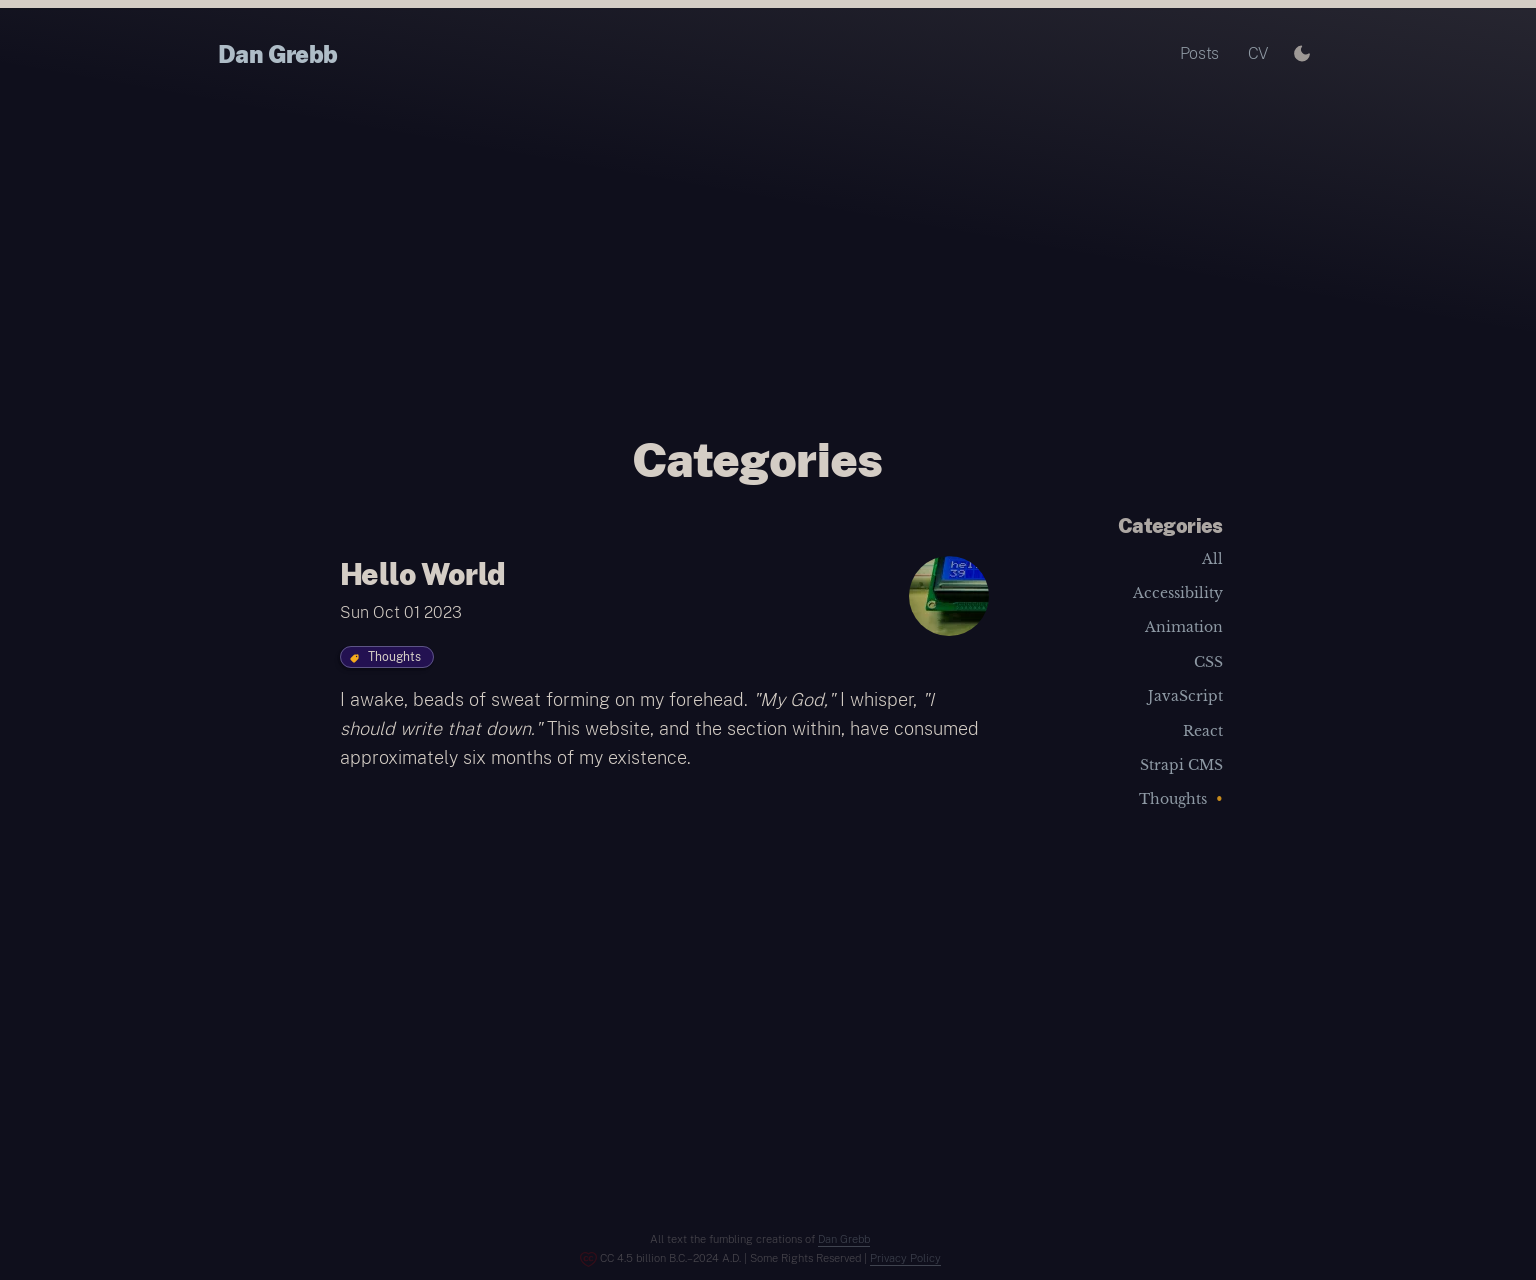 Dan Grebb
Posts
CV
Categories
Hello World
Sun Oct 01 2023
Thoughts
I awake, beads of sweat forming on my forehead. "My God," I whisper, "I
should write that down." This website, and the section within, have consumed
approximately six months of my existence.
39
Categories
All
Accessibility
Animation
CSS
JavaScript
React
Strapi CMS
Thoughts •
All text the fumbling creations of Dan Grebb
CC 4.5 billion B.C.–2024 A.D. | Some Rights Reserved | Privacy Policy